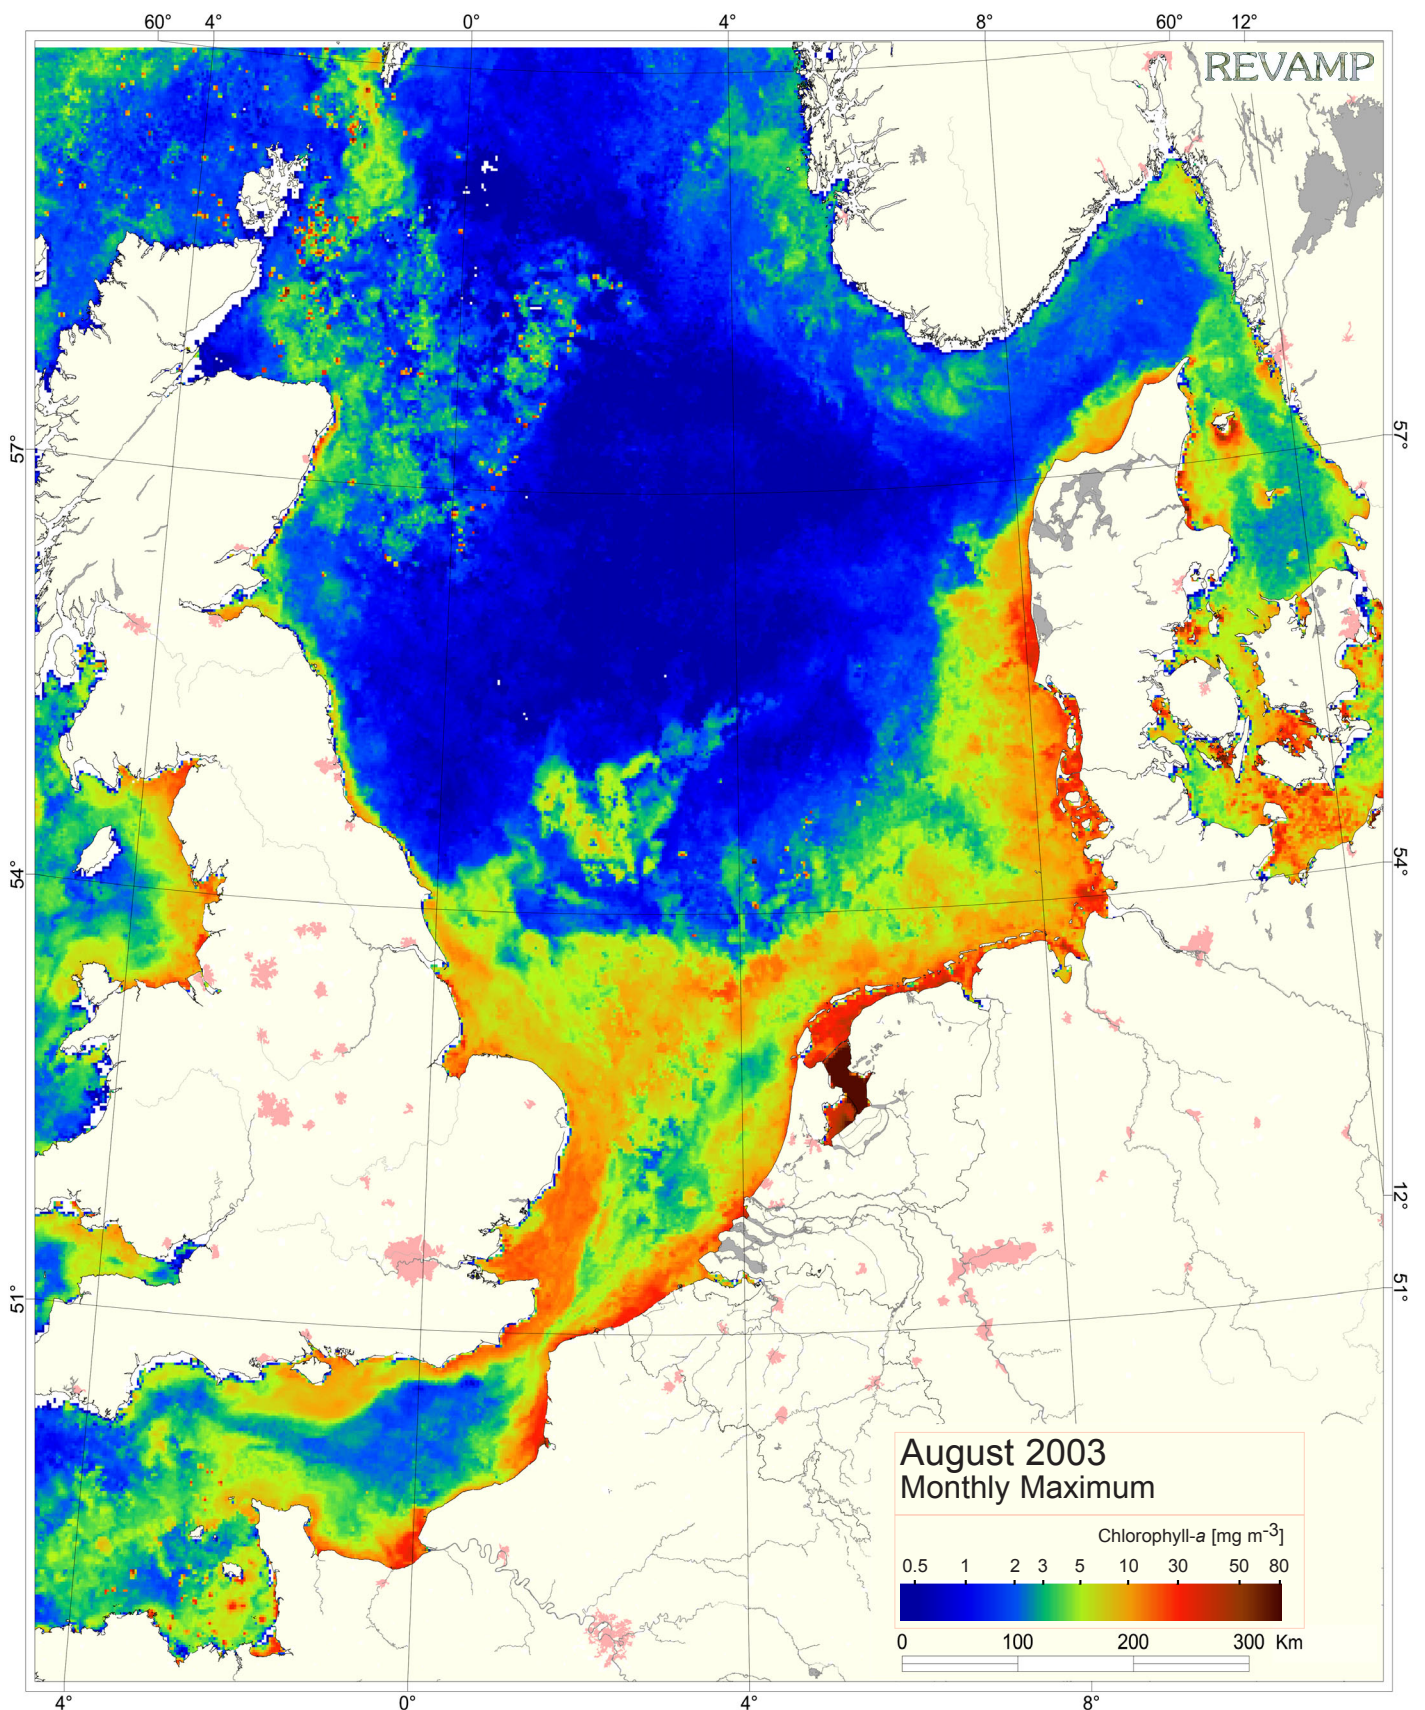 60° 4° 0° 4° 8° 60° 12°
REVAMP
57° 57°
54° 54°
12°
51° 51°
August 2003
Monthly Maximum
Chlorophyll-a [mg m-3]
0.5 1 2 3 5 10 30 50 80
0 100 200 300 Km
4° 0° 4° 8°